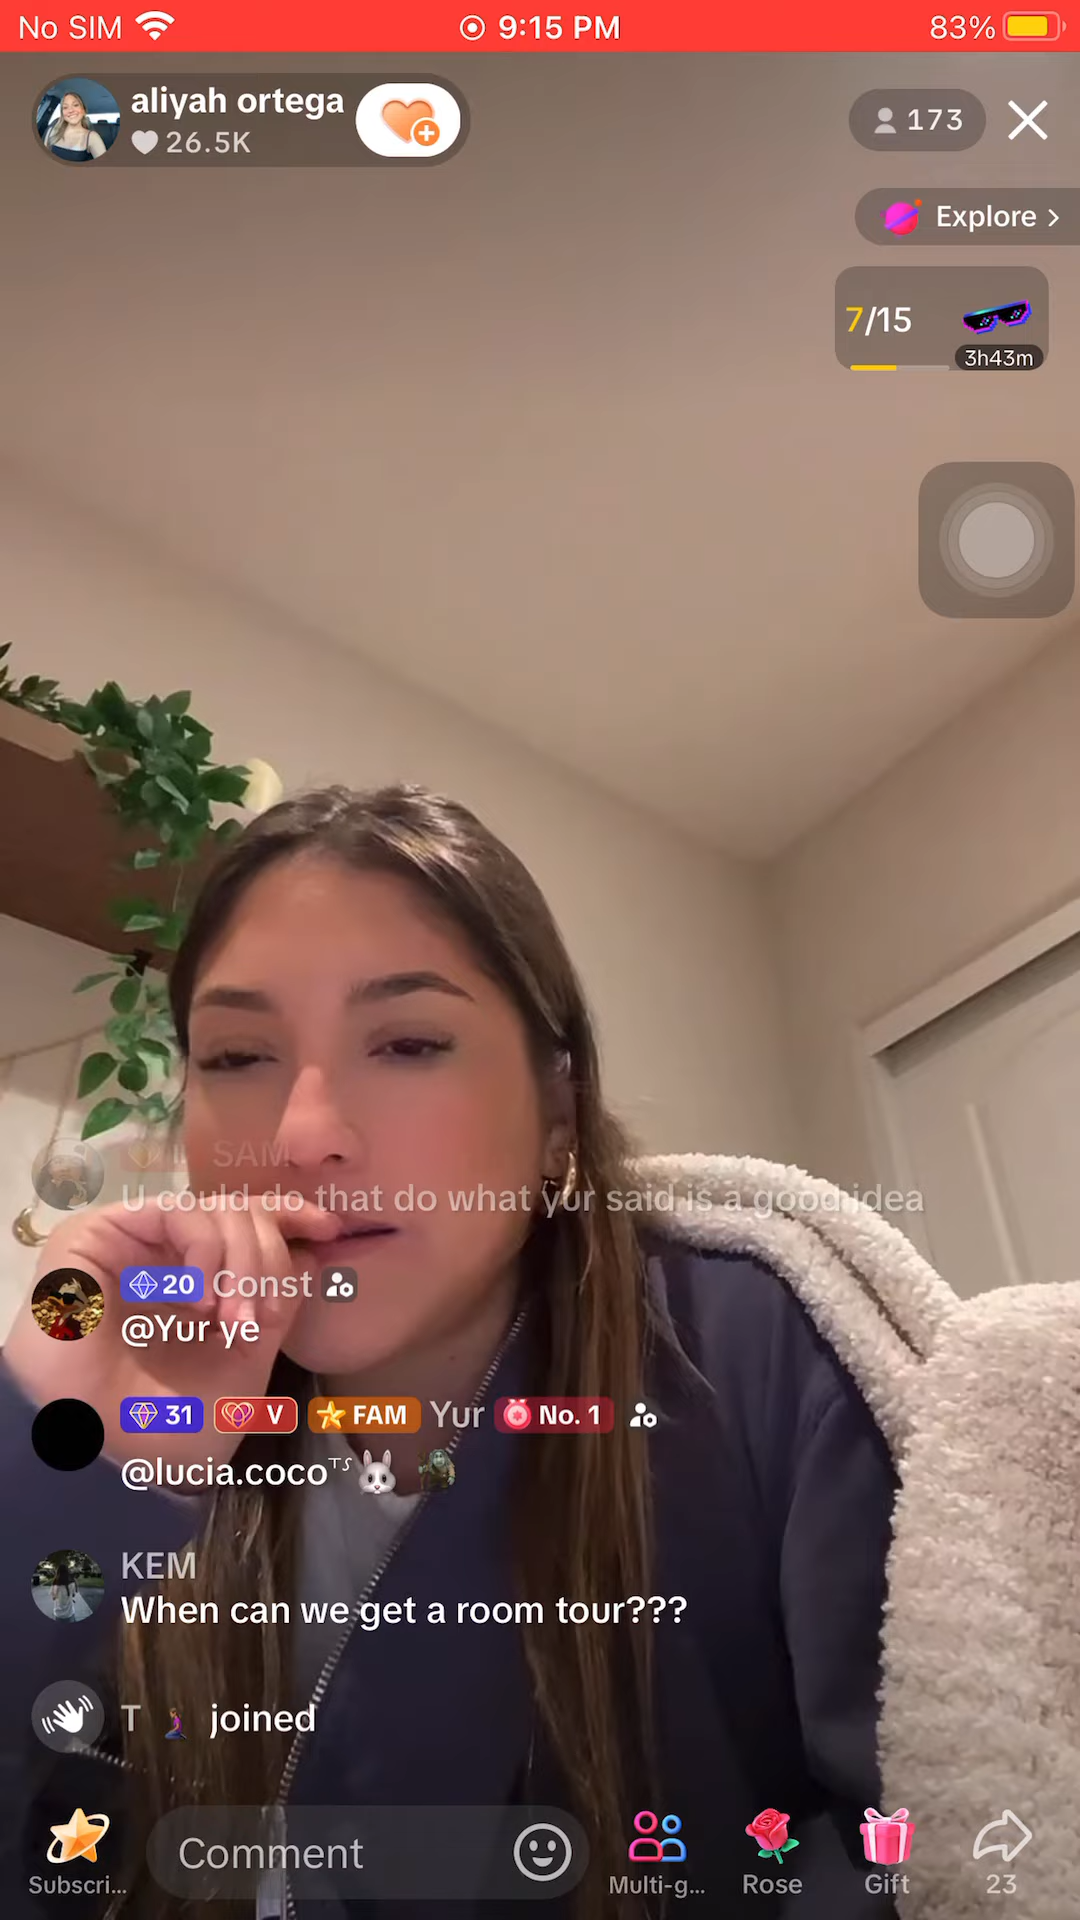 No SIM 9:15 PM 83%
aliyah ortega
26.5K
173
Explore >
7/15
3h43m
SAM
U could do that do what yur said is a good idea
20 Const
@Yur ye
31 V FAM Yur No. 1
@lucia.cocoᵀˢ
KEM
When can we get a room tour???
T joined
Subscri...
Comment
Multi-g...
Rose
Gift
23